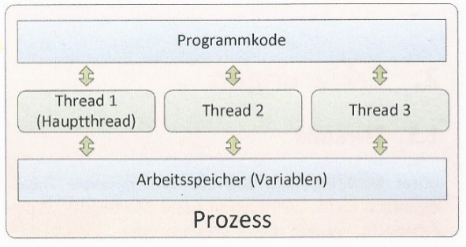 Programmkode
Thread 1
(Hauptthread)
Thread 2
Thread 3
Arbeitsspeicher (Variablen)
Prozess